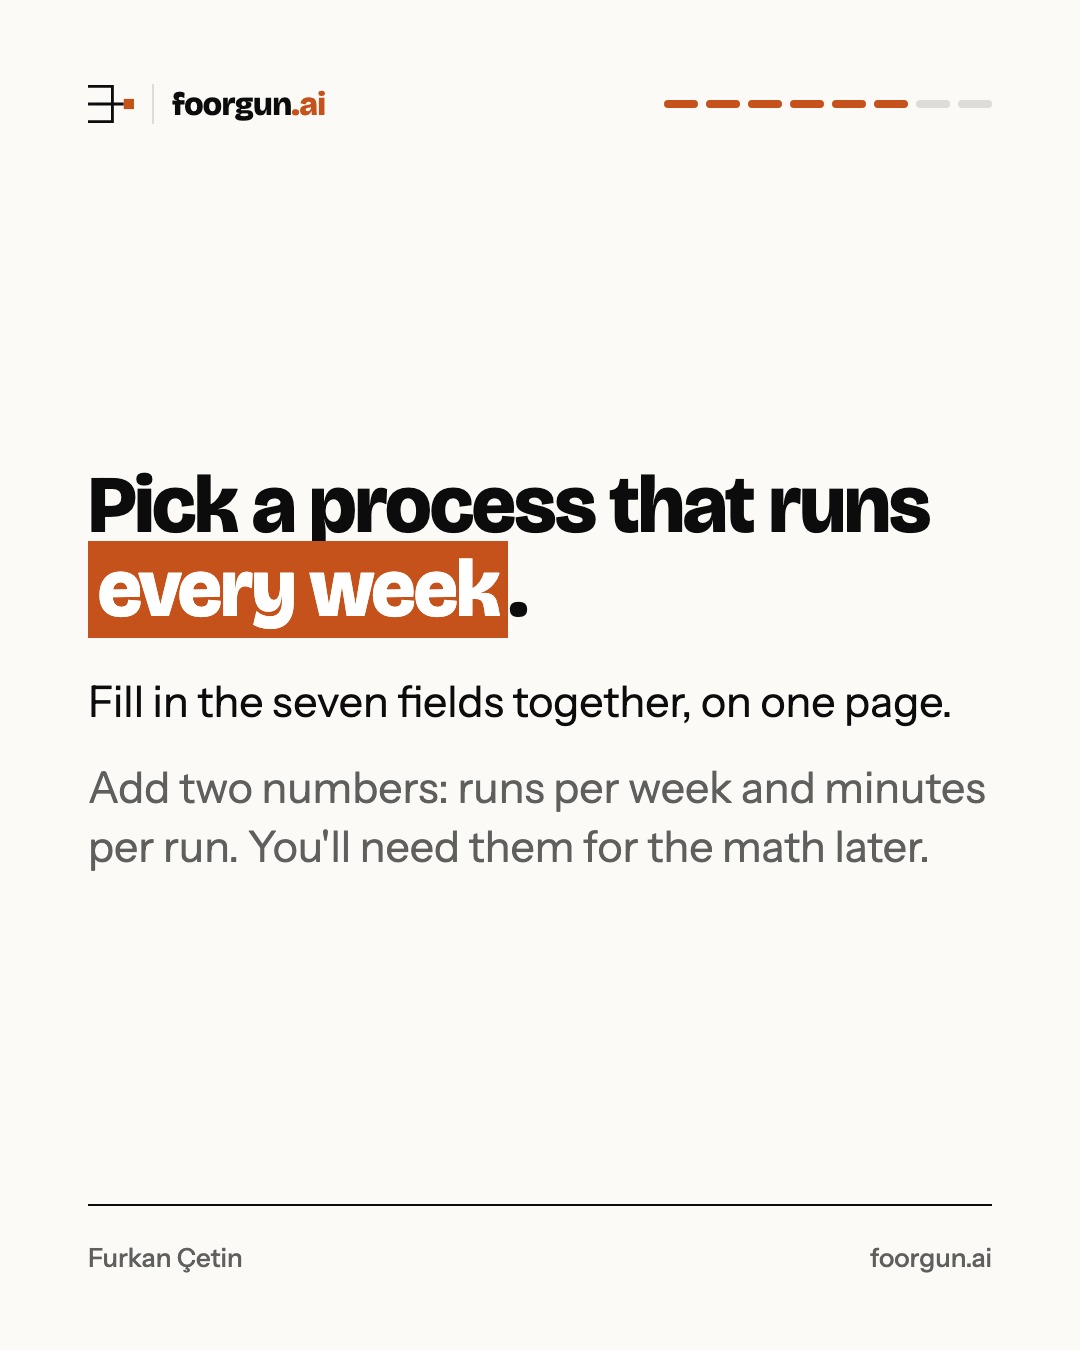 foorgun.ai
Pick a process that runs
every week.
Fill in the seven fields together, on one page.
Add two numbers: runs per week and minutes
per run. You'll need them for the math later.
Furkan Çetin
foorgun.ai